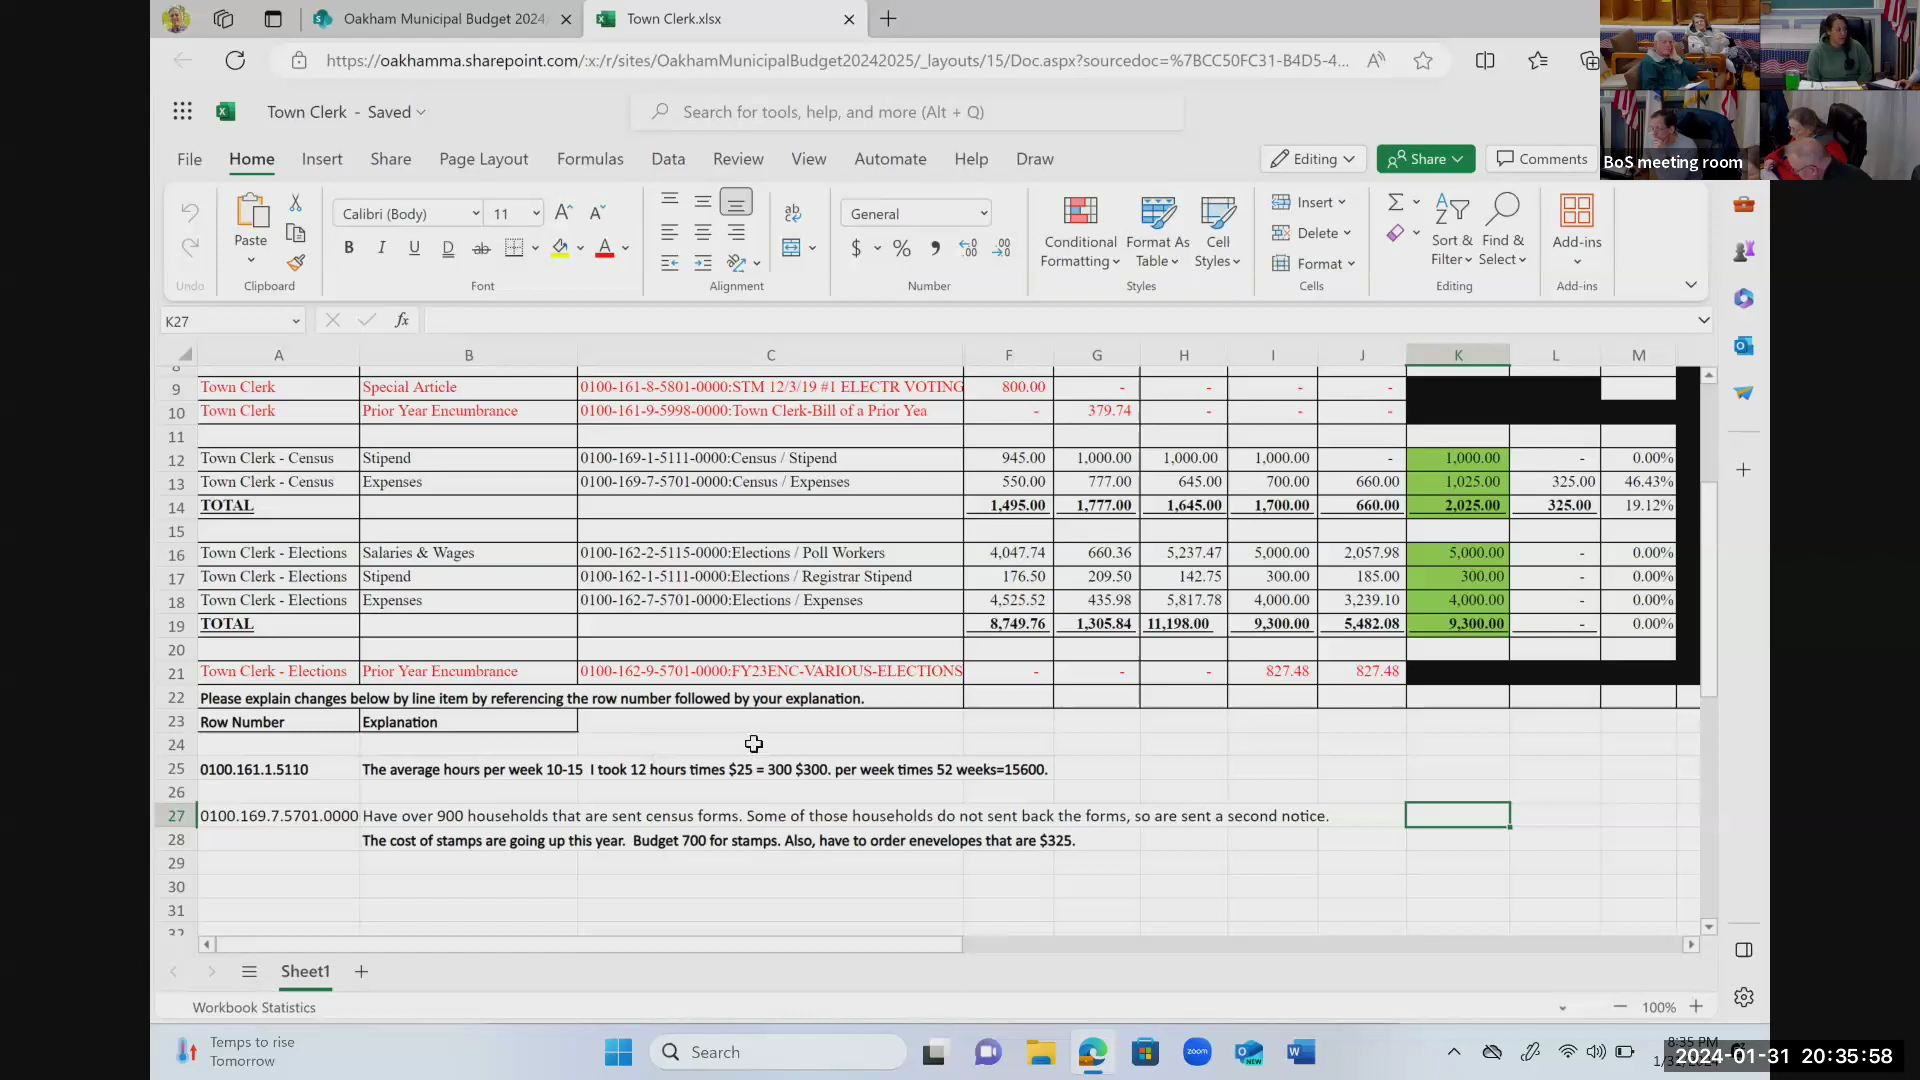 Oakham Municipal Budget 2024
Town Clerk.xlsx
https://oakhamma.sharepoint.com/:x:/r/sites/OakhamMunicipalBudget20242025/_layouts/15/Doc.aspx?sourcedoc=%7BCC50FC31-B4D5-4...
Town Clerk - Saved
Search for tools, help, and more (Alt + Q)
File Home Insert Share Page Layout Formulas Data Review View Automate Help Draw
Editing Share Comments
BoS meeting room
Calibri (Body) 11 General
Paste
Conditional Formatting Format As Table Cell Styles
Insert
Delete
Format
Sort & Filter Find & Select
Add-ins
Undo Clipboard Font Alignment Number Styles Cells Editing Add-ins
K27 fx
A B C F G H I J K L M
9 Town Clerk Special Article 0100-161-8-5801-0000:STM 12/3/19 #1 ELECTR VOTING 800.00 - - - -
10 Town Clerk Prior Year Encumbrance 0100-161-9-5998-0000:Town Clerk-Bill of a Prior Yea - 379.74 - - -
11
12 Town Clerk - Census Stipend 0100-169-1-5111-0000:Census / Stipend 945.00 1,000.00 1,000.00 1,000.00 - 1,000.00 - 0.00%
13 Town Clerk - Census Expenses 0100-169-7-5701-0000:Census / Expenses 550.00 777.00 645.00 700.00 660.00 1,025.00 325.00 46.43%
14 TOTAL 1,495.00 1,777.00 1,645.00 1,700.00 660.00 2,025.00 325.00 19.12%
15
16 Town Clerk - Elections Salaries & Wages 0100-162-2-5115-0000:Elections / Poll Workers 4,047.74 660.36 5,237.47 5,000.00 2,057.98 5,000.00 - 0.00%
17 Town Clerk - Elections Stipend 0100-162-1-5111-0000:Elections / Registrar Stipend 176.50 209.50 142.75 300.00 185.00 300.00 - 0.00%
18 Town Clerk - Elections Expenses 0100-162-7-5701-0000:Elections / Expenses 4,525.52 435.98 5,817.78 4,000.00 3,239.10 4,000.00 - 0.00%
19 TOTAL 8,749.76 1,305.84 11,198.00 9,300.00 5,482.08 9,300.00 - 0.00%
20
21 Town Clerk - Elections Prior Year Encumbrance 0100-162-9-5701-0000:FY23ENC-VARIOUS-ELECTIONS - - - 827.48 827.48
22 Please explain changes below by line item by referencing the row number followed by your explanation.
23 Row Number Explanation
24
25 0100.161.1.5110 The average hours per week 10-15 I took 12 hours times $25 = 300 $300. per week times 52 weeks=15600.
26
27 0100.169.7.5701.0000 Have over 900 households that are sent census forms. Some of those households do not sent back the forms, so are sent a second notice.
28 The cost of stamps are going up this year. Budget 700 for stamps. Also, have to order enevelopes that are $325.
29
30
31
32
Sheet1
Workbook Statistics
100%
Temps to rise
Tomorrow
Search
zoom
NEW
8:35 PM
2024-01-31 20:35:58